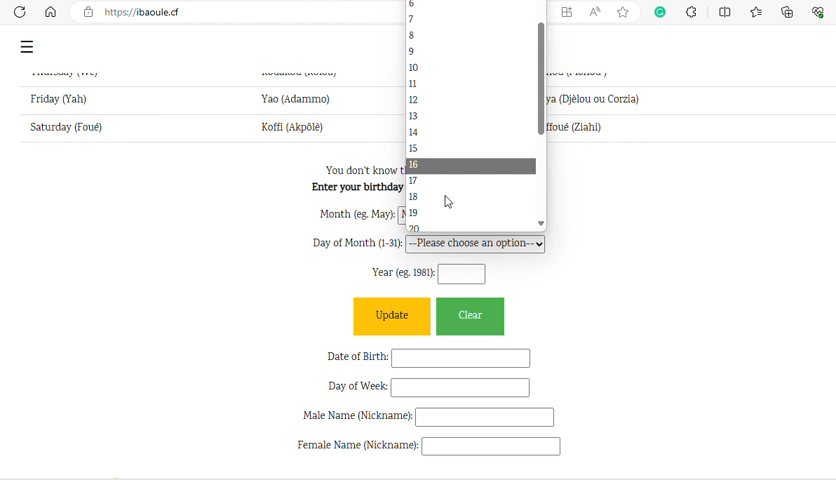 https://ibaoule.cf
☰
Friday (Yah) Yao (Adammo) ya (Djèlou ou Corzia)
Saturday (Foué) Koffi (Akpôlè) ffoué (Ziahi)
6
7
8
9
10
11
12
13
14
15
16
17
18
19
20
You don't know
Enter your birthday
Month (eg. May):
Day of Month (1-31): --Please choose an option--
Year (eg. 1981):
Update Clear
Date of Birth:
Day of Week:
Male Name (Nickname):
Female Name (Nickname):